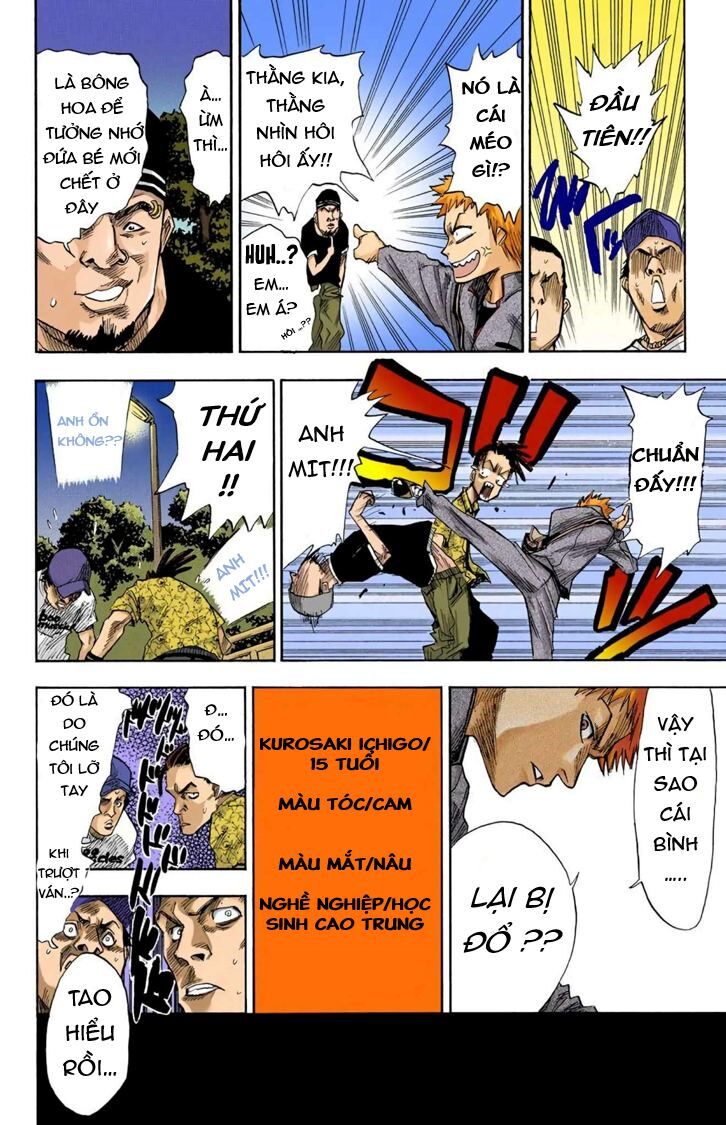 ĐẦU
TIÊN!!
NÓ LÀ
CÁI
MÉO
GÌ!?
THẰNG KIA,
THẰNG
NHÌN HÔI
HÔI ẤY!!
HUH..?
EM...
EM Á?
HÔI ...??
À...
ỪM
THÌ...
LÀ BÔNG
HOA ĐỂ
TƯỞNG NHỚ
ĐỨA BÉ MỚI
CHẾT Ở
ĐÂY
CHUẨN
ĐẤY!!!
ANH
MIT!!!
THỨ
HAI
!!
ANH
MIT!!!
ANH ỔN
KHÔNG??
VẬY
THÌ TẠI
SAO
CÁI
BÌNH
.....
LẠI BỊ
ĐỔ ??
KUROSAKI ICHIGO/
15 TUỔI
MÀU TÓC/CAM
MÀU MẮT/NÂU
NGHỀ NGHIỆP/HỌC
SINH CAO TRUNG
Đ...
ĐÓ...
ĐÓ LÀ
DO
CHÚNG
TÔI LỠ
TAY
KHI
TRƯỢT
VÁN..?
TAO
HIỂU
RỒI...